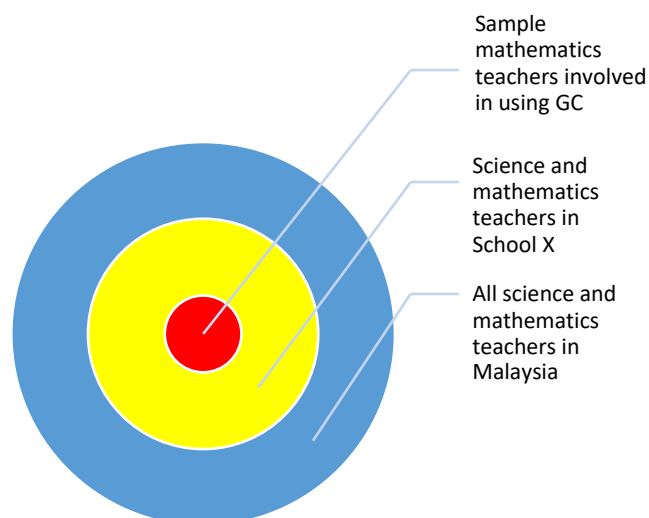 Sample
mathematics
teachers involved
in using GC
Science and
mathematics
teachers in
School X
All science and
mathematics
teachers in
Malaysia